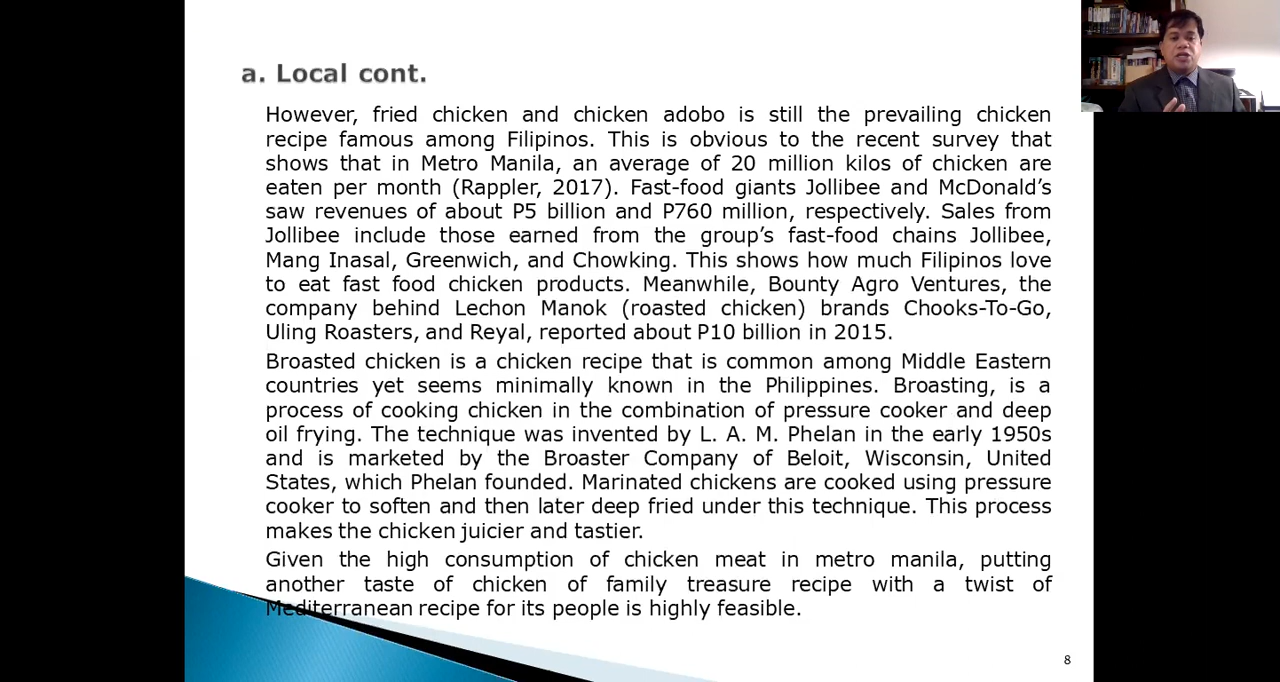 a. Local cont.
However, fried chicken and chicken adobo is still the prevailing chicken
recipe famous among Filipinos. This is obvious to the recent survey that
shows that in Metro Manila, an average of 20 million kilos of chicken are
eaten per month (Rappler, 2017). Fast-food giants Jollibee and McDonald’s
saw revenues of about P5 billion and P760 million, respectively. Sales from
Jollibee include those earned from the group’s fast-food chains Jollibee,
Mang Inasal, Greenwich, and Chowking. This shows how much Filipinos love
to eat fast food chicken products. Meanwhile, Bounty Agro Ventures, the
company behind Lechon Manok (roasted chicken) brands Chooks-To-Go,
Uling Roasters, and Reyal, reported about P10 billion in 2015.
Broasted chicken is a chicken recipe that is common among Middle Eastern
countries yet seems minimally known in the Philippines. Broasting, is a
process of cooking chicken in the combination of pressure cooker and deep
oil frying. The technique was invented by L. A. M. Phelan in the early 1950s
and is marketed by the Broaster Company of Beloit, Wisconsin, United
States, which Phelan founded. Marinated chickens are cooked using pressure
cooker to soften and then later deep fried under this technique. This process
makes the chicken juicier and tastier.
Given the high consumption of chicken meat in metro manila, putting
another taste of chicken of family treasure recipe with a twist of
Mediterranean recipe for its people is highly feasible.
8